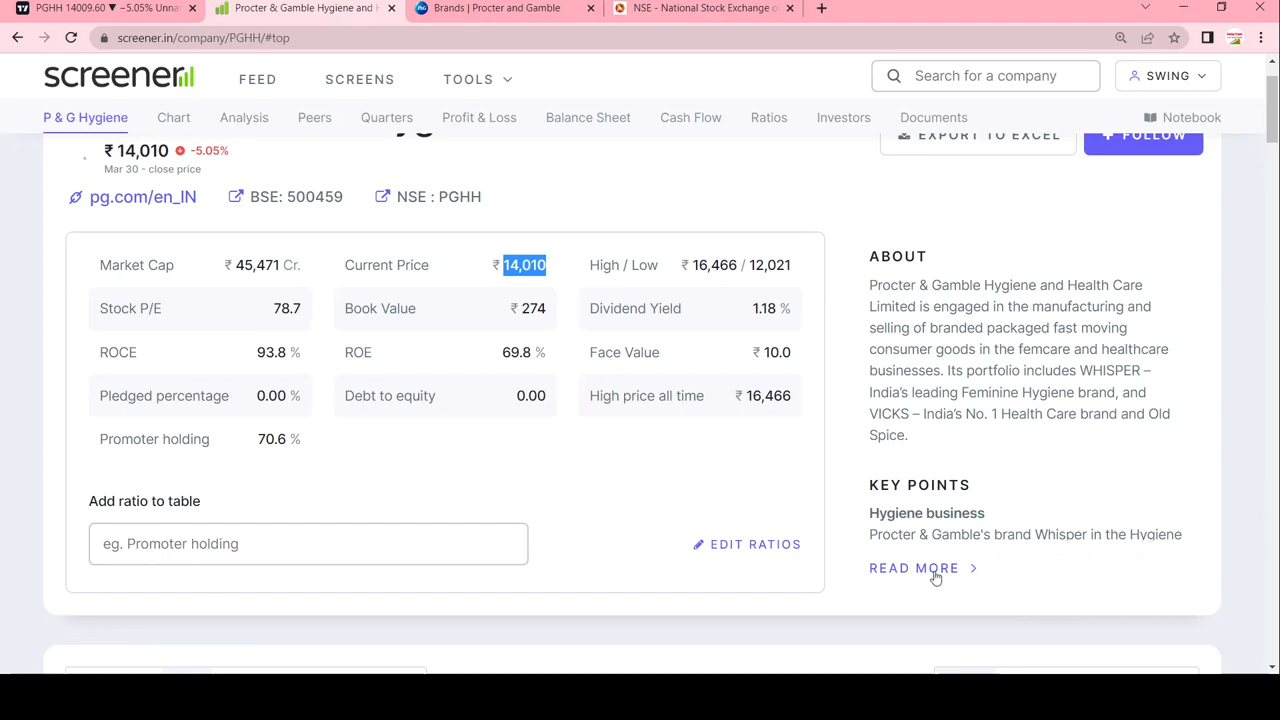 PGHH 14009.60 ▼ −5.05% Unna
Procter & Gamble Hygiene and H
Brands | Procter and Gamble
NSE - National Stock Exchange o
screener.in/company/PGHH/#top
screener
FEED
SCREENS
TOOLS
Search for a company
SWING
P & G Hygiene
Chart
Analysis
Peers
Quarters
Profit & Loss
Balance Sheet
Cash Flow
Ratios
Investors
Documents
Notebook
₹ 14,010 -5.05%
Mar 30 - close price
EXPORT TO EXCEL
+ FOLLOW
pg.com/en_IN
BSE: 500459
NSE : PGHH
Market Cap ₹ 45,471 Cr.
Current Price ₹ 14,010
High / Low ₹ 16,466 / 12,021
Stock P/E 78.7
Book Value ₹ 274
Dividend Yield 1.18 %
ROCE 93.8 %
ROE 69.8 %
Face Value ₹ 10.0
Pledged percentage 0.00 %
Debt to equity 0.00
High price all time ₹ 16,466
Promoter holding 70.6 %
Add ratio to table
eg. Promoter holding
EDIT RATIOS
ABOUT
Procter & Gamble Hygiene and Health Care
Limited is engaged in the manufacturing and
selling of branded packaged fast moving
consumer goods in the femcare and healthcare
businesses. Its portfolio includes WHISPER –
India's leading Feminine Hygiene brand, and
VICKS – India's No. 1 Health Care brand and Old
Spice.
KEY POINTS
Hygiene business
Procter & Gamble's brand Whisper in the Hygiene
READ MORE